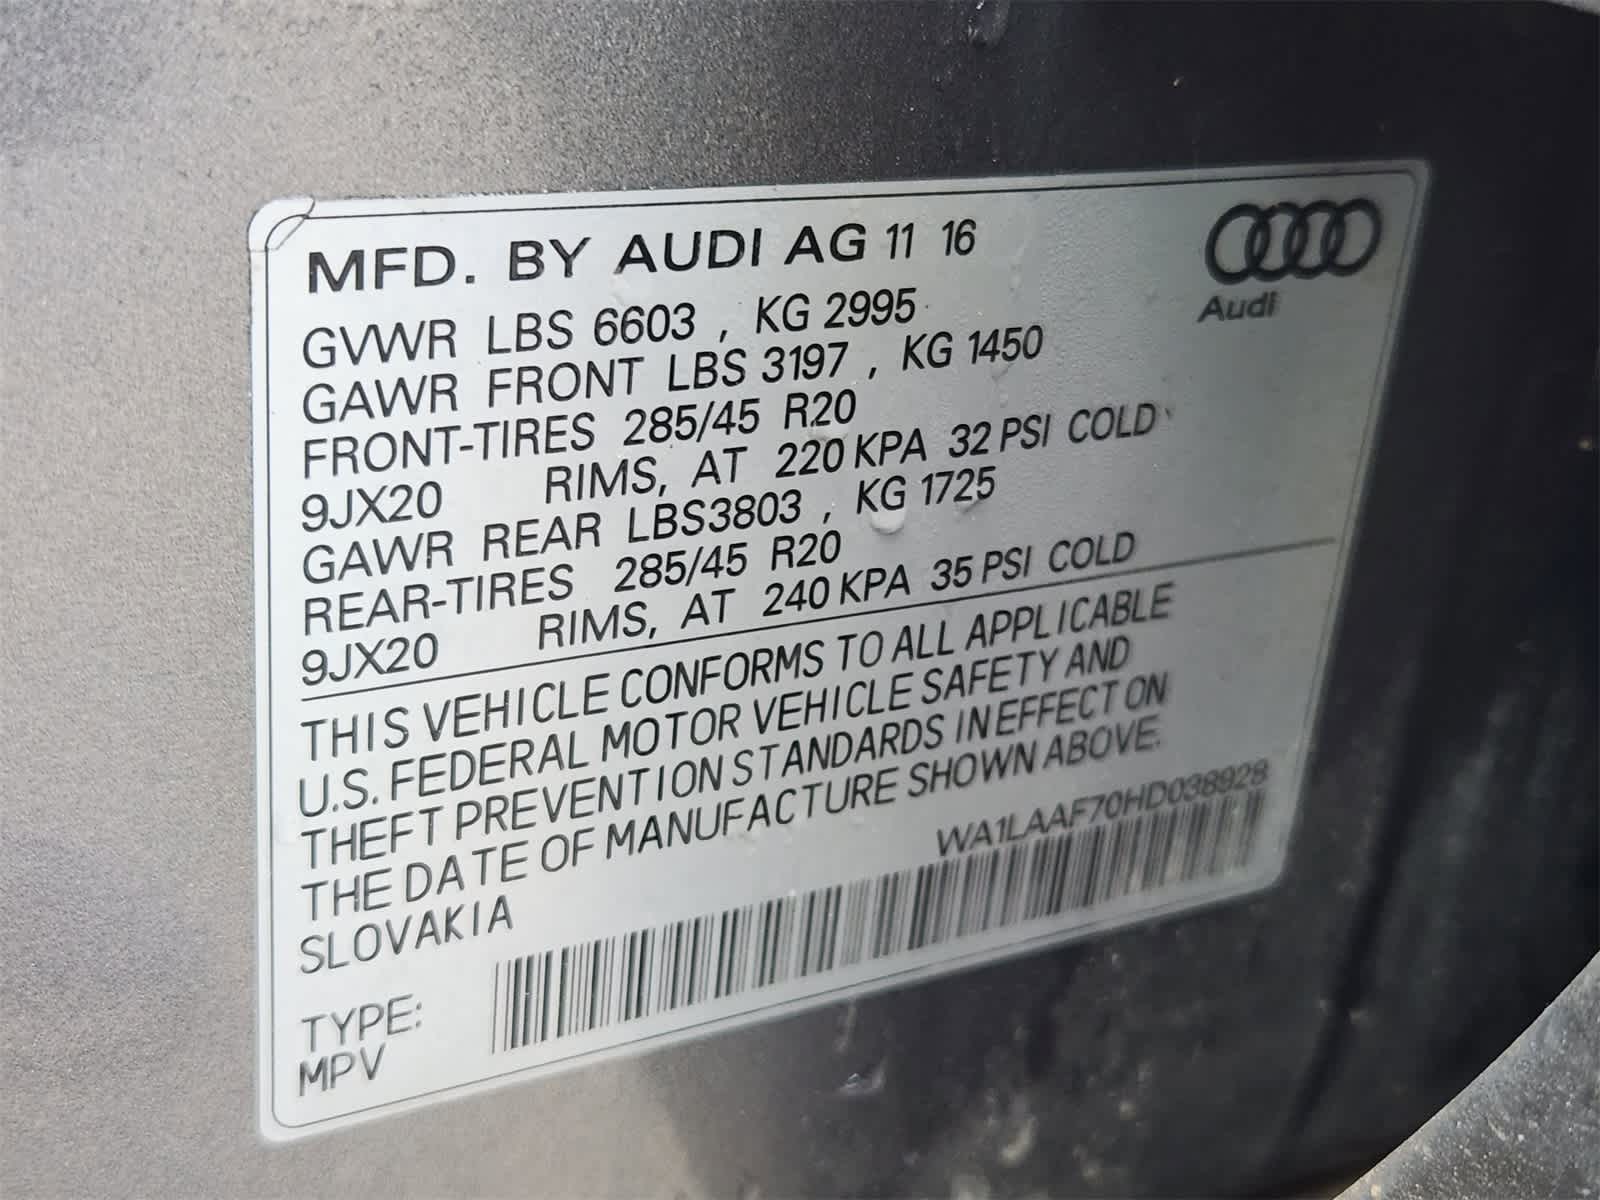 MFD. BY AUDI AG 11 16
Audi
GVWR LBS 6603 , KG 2995
GAWR FRONT LBS 3197 , KG 1450
FRONT-TIRES 285/45 R20
9JX20 RIMS, AT 220 KPA 32 PSI COLD
GAWR REAR LBS3803 , KG 1725
REAR-TIRES 285/45 R20
9JX20 RIMS, AT 240 KPA 35 PSI COLD
THIS VEHICLE CONFORMS TO ALL APPLICABLE
U.S. FEDERAL MOTOR VEHICLE SAFETY AND
THEFT PREVENTION STANDARDS IN EFFECT ON
THE DATE OF MANUFACTURE SHOWN ABOVE.
SLOVAKIA
WA1LAAF70HD038928
TYPE:
MPV